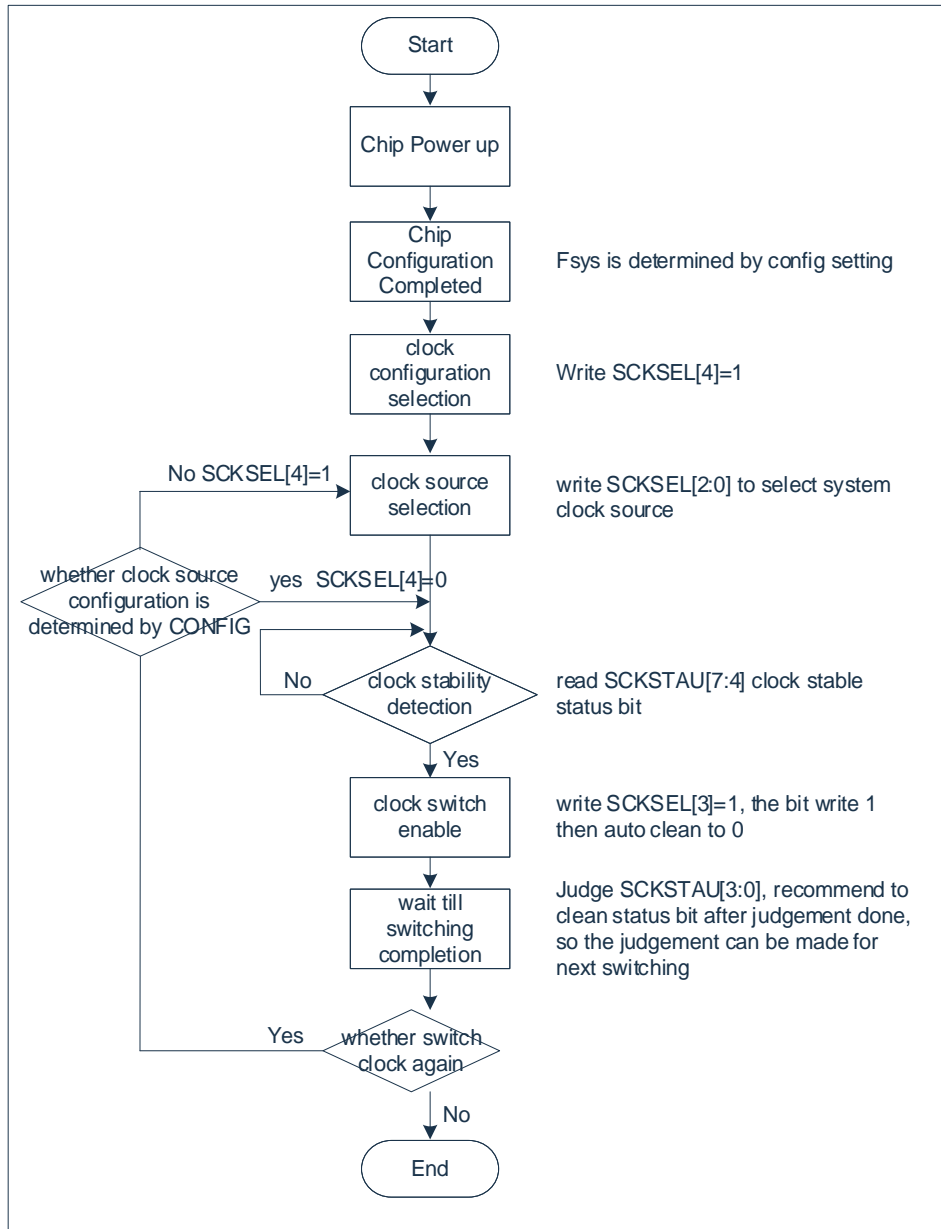 Start
Chip Power up
Chip
Configuration
Completed
Fsys is determined by config setting
clock
configuration
selection
Write SCKSEL[4]=1
No SCKSEL[4]=1
clock source
selection
write SCKSEL[2:0] to select system
clock source
whether clock source
configuration is
determined by CONFIG
yes SCKSEL[4]=0
No
clock stability
detection
read SCKSTAU[7:4] clock stable
status bit
Yes
clock switch
enable
write SCKSEL[3]=1, the bit write 1
then auto clean to 0
wait till
switching
completion
Judge SCKSTAU[3:0], recommend to
clean status bit after judgement done,
so the judgement can be made for
next switching
Yes
whether switch
clock again
No
End